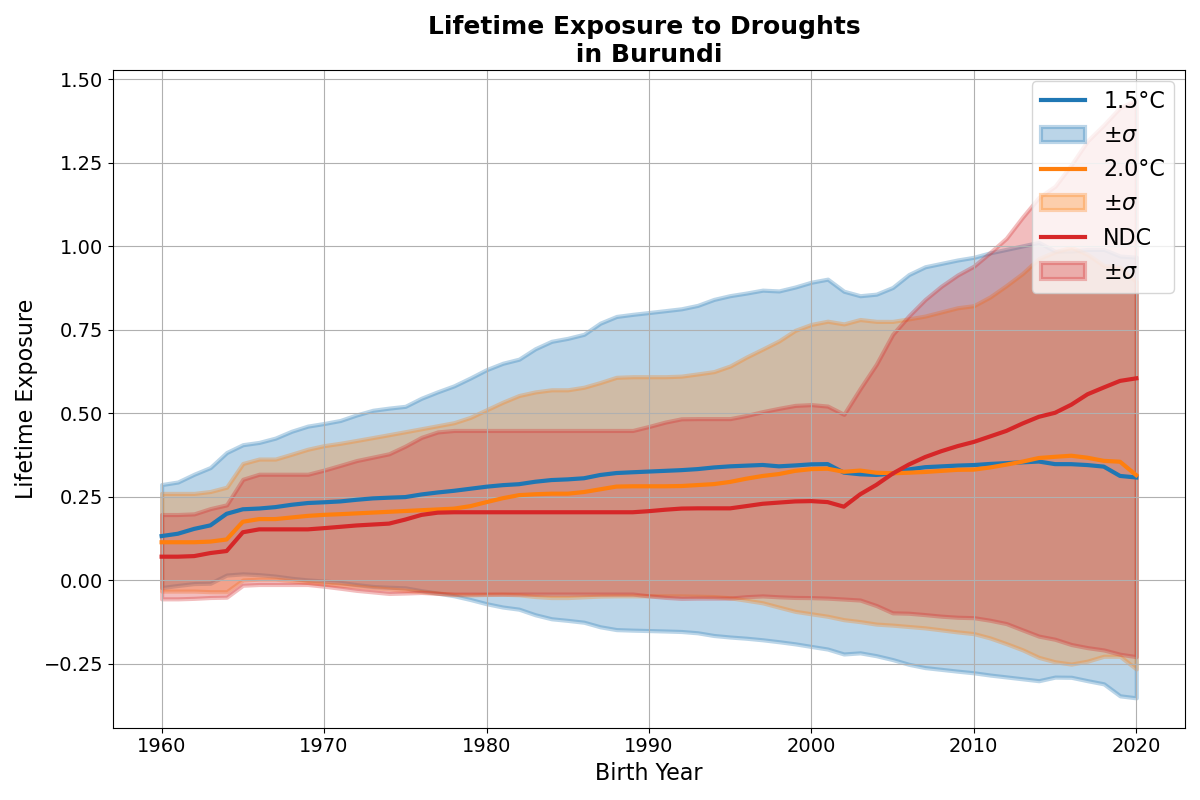 Lifetime Exposure to Droughts
in Burundi
1.50
1.25
1.00
0.75
0.50
0.25
0.00
−0.25
Lifetime Exposure
1.5°C
±σ
2.0°C
±σ
NDC
±σ
1960 1970 1980 1990 2000 2010 2020
Birth Year